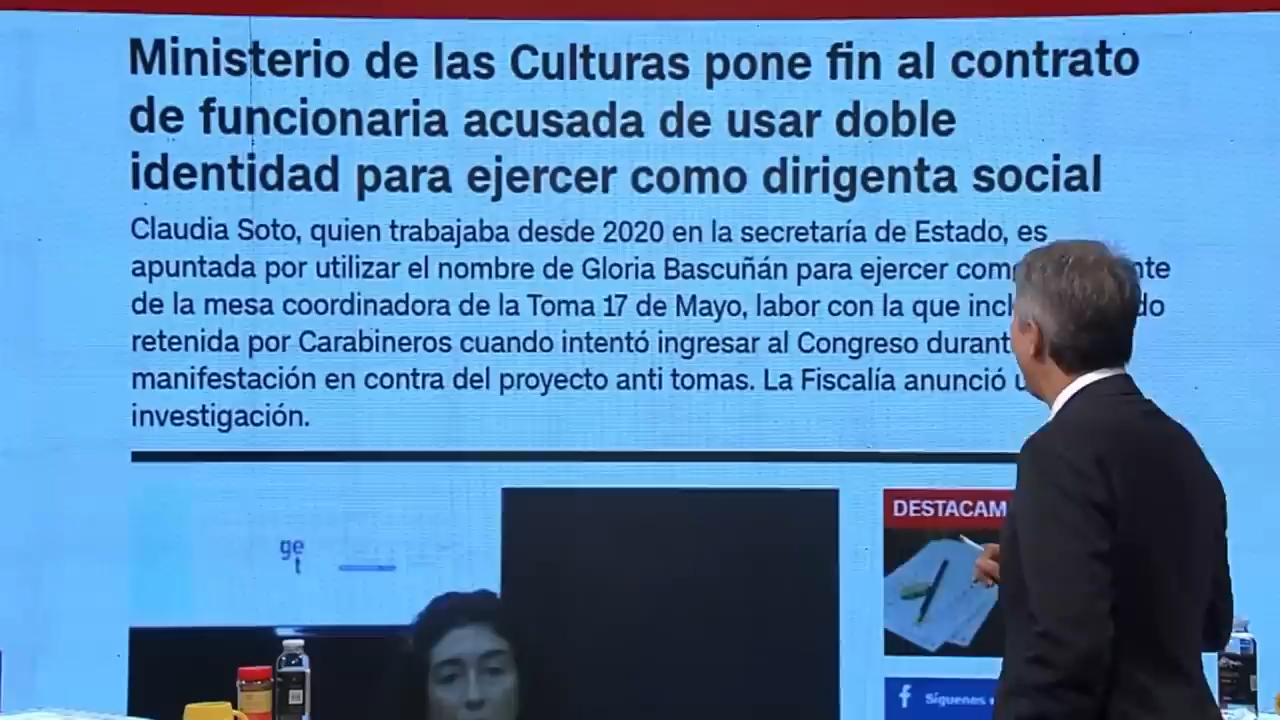 Ministerio de las Culturas pone fin al contrato
de funcionaria acusada de usar doble
identidad para ejercer como dirigenta social
Claudia Soto, quien trabajaba desde 2020 en la secretaría de Estado, es
apuntada por utilizar el nombre de Gloria Bascuñán para ejercer
de la mesa coordinadora de la Toma 17 de Mayo, labor con la que
retenida por Carabineros cuando intentó ingresar al Congreso
manifestación en contra del proyecto anti tomas. La Fiscalía anunció
investigación.
ge
t
DESTACAM
f Síguenos